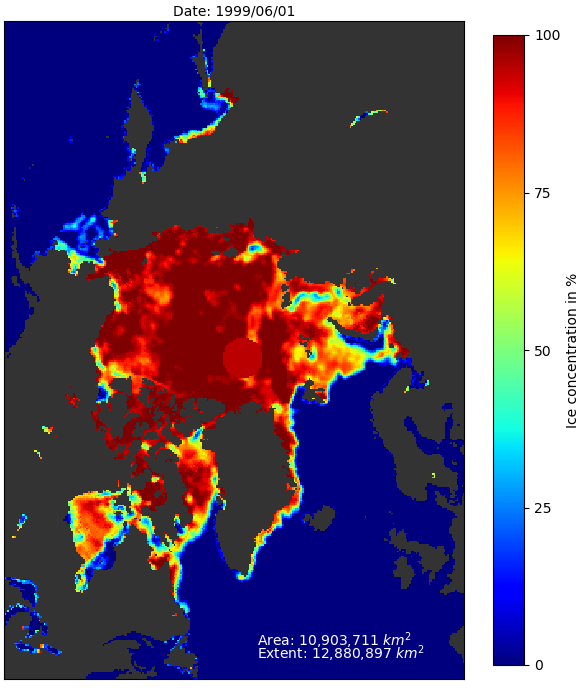 Date: 1999/06/01
100
75
50
25
0
Ice concentration in %
Area: 10,903,711 km²
Extent: 12,880,897 km²